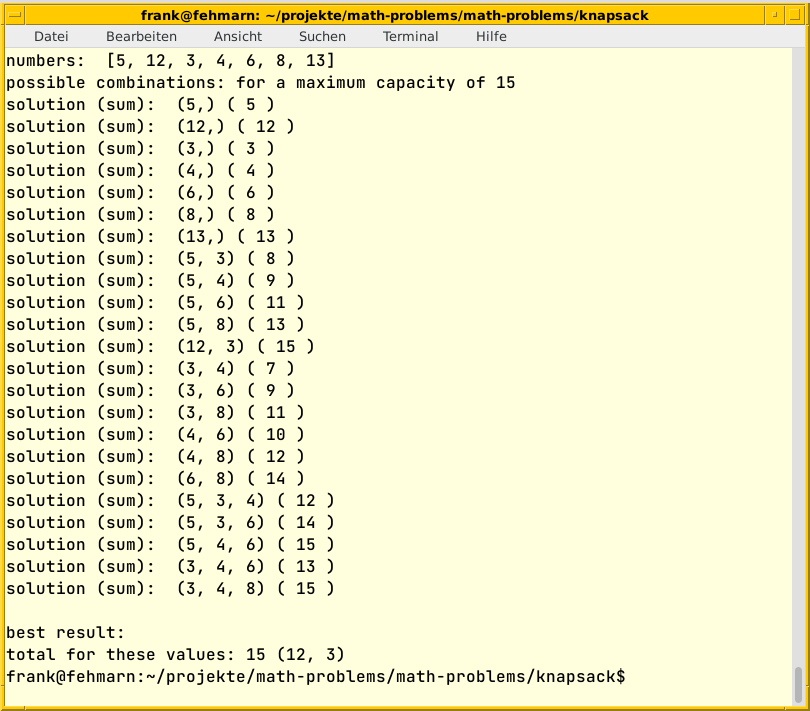 frank@fehmarn: ~/projekte/math-problems/math-problems/knapsack
Datei Bearbeiten Ansicht Suchen Terminal Hilfe
numbers:  [5, 12, 3, 4, 6, 8, 13]
possible combinations: for a maximum capacity of 15
solution (sum):  (5,) ( 5 )
solution (sum):  (12,) ( 12 )
solution (sum):  (3,) ( 3 )
solution (sum):  (4,) ( 4 )
solution (sum):  (6,) ( 6 )
solution (sum):  (8,) ( 8 )
solution (sum):  (13,) ( 13 )
solution (sum):  (5, 3) ( 8 )
solution (sum):  (5, 4) ( 9 )
solution (sum):  (5, 6) ( 11 )
solution (sum):  (5, 8) ( 13 )
solution (sum):  (12, 3) ( 15 )
solution (sum):  (3, 4) ( 7 )
solution (sum):  (3, 6) ( 9 )
solution (sum):  (3, 8) ( 11 )
solution (sum):  (4, 6) ( 10 )
solution (sum):  (4, 8) ( 12 )
solution (sum):  (6, 8) ( 14 )
solution (sum):  (5, 3, 4) ( 12 )
solution (sum):  (5, 3, 6) ( 14 )
solution (sum):  (5, 4, 6) ( 15 )
solution (sum):  (3, 4, 6) ( 13 )
solution (sum):  (3, 4, 8) ( 15 )
best result:
total for these values: 15 (12, 3)
frank@fehmarn:~/projekte/math-problems/math-problems/knapsack$